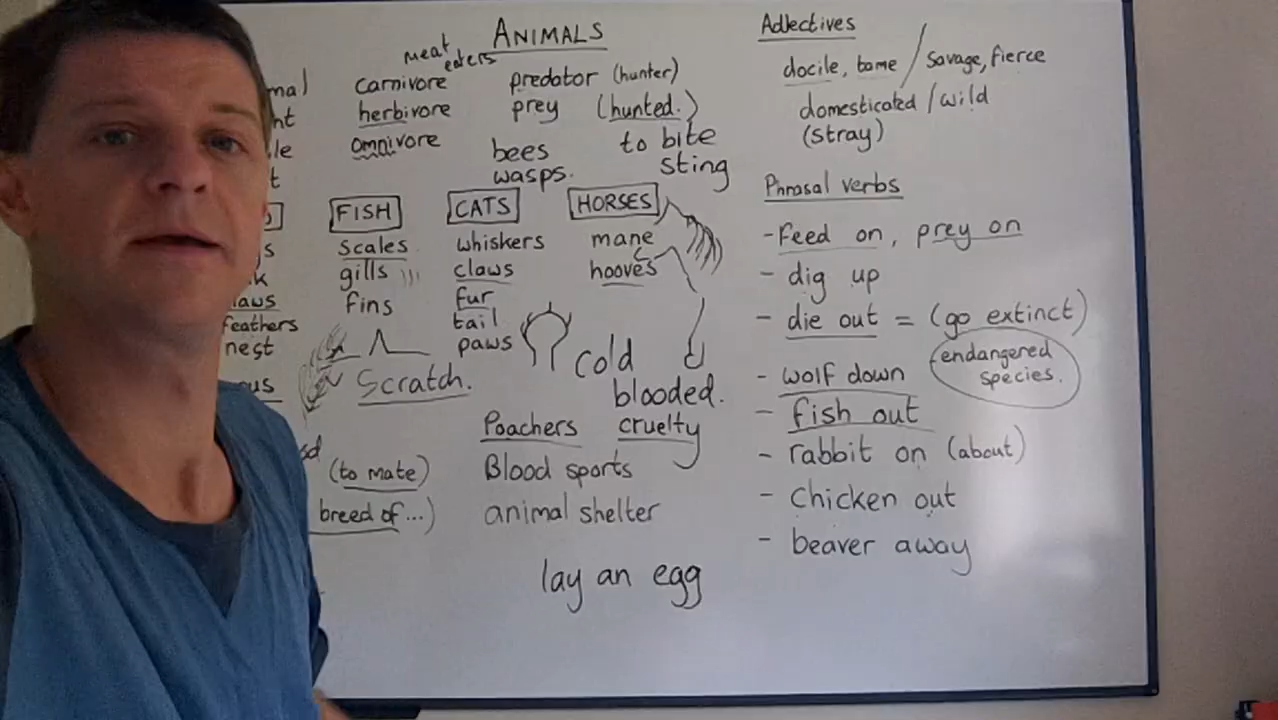 ANIMALS
meat eaters
carnivore
herbivore
omnivore
predator (hunter)
prey (hunted.)
bees
wasps.
to bite
sting
FISH
scales
gills
fins
CATS
whiskers
claws
fur
tail
paws
HORSES
mane
hooves
feathers
nest
Scratch.
cold
blooded.
(to mate)
breed of...)
Poachers
cruelty
Blood sports
animal shelter
lay an egg
Adjectives
docile, tame / savage, fierce
domesticated / wild
(stray)
Phrasal verbs
- Feed on, prey on
- dig up
- die out = (go extinct)
endangered
species.
- wolf down
- fish out
- rabbit on (about)
- Chicken out
- beaver away